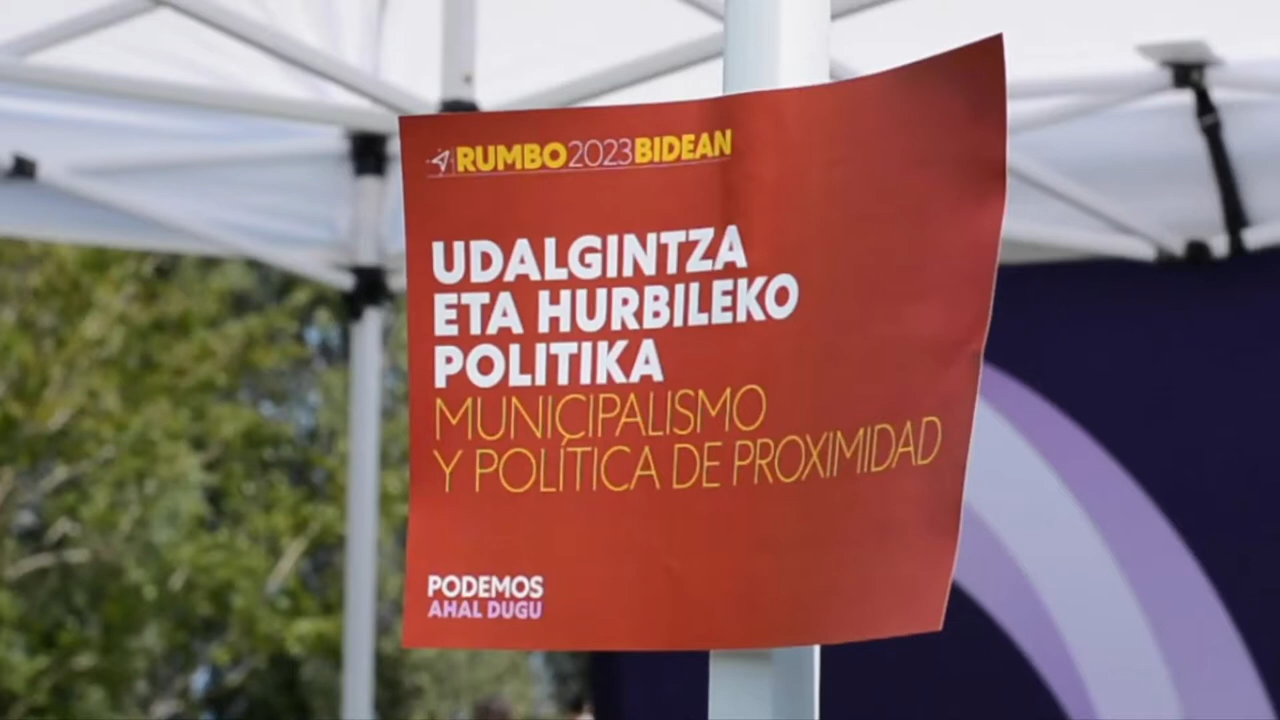 RUMBO2023BIDEAN
UDALGINTZA
ETA HURBILEKO
POLITIKA
MUNICIPALISMO
Y POLÍTICA DE PROXIMIDAD
PODEMOS
AHAL DUGU